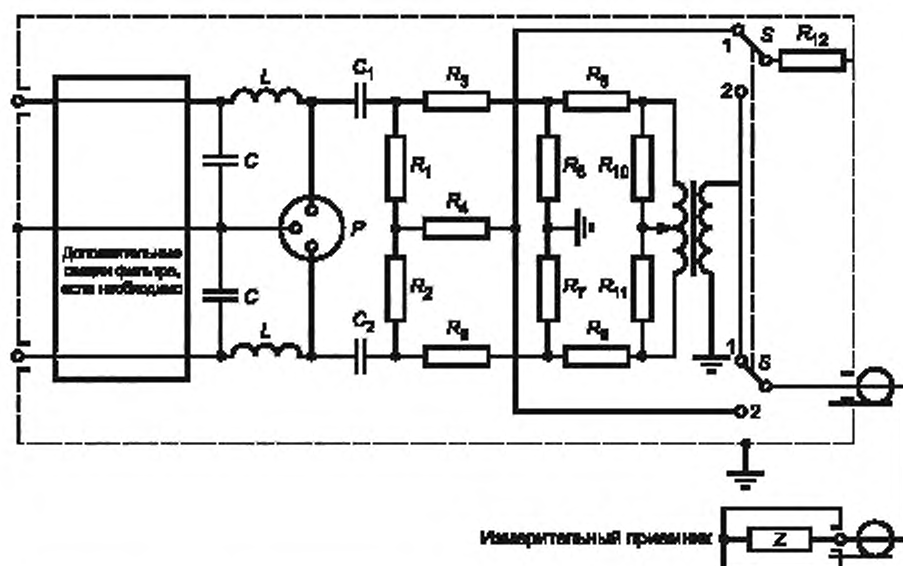 1 S R12
L C1 R3 R8
2
C R1 R6 R10
P R4
Дополнительные
секции фильтра,
если необходимо
C R2 R7 R11
L C2 R5 R9 1 S
2
Измерительный приемник Z